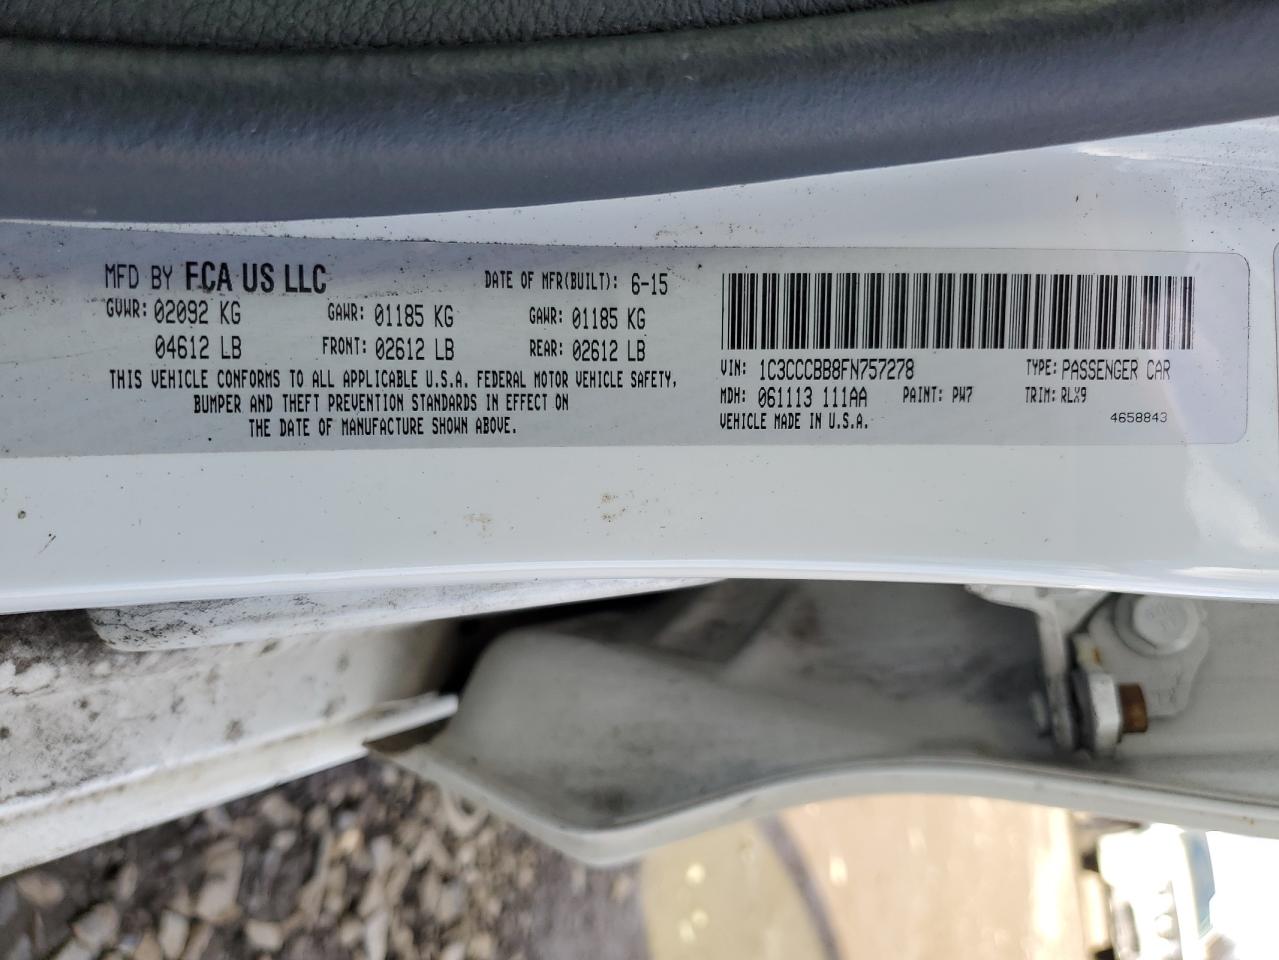 MFD BY FCA US LLC DATE OF MFR(BUILT): 6-15
GVWR: 02092 KG GAWR: 01185 KG GAWR: 01185 KG
04612 LB FRONT: 02612 LB REAR: 02612 LB
THIS VEHICLE CONFORMS TO ALL APPLICABLE U.S.A. FEDERAL MOTOR VEHICLE SAFETY,
BUMPER AND THEFT PREVENTION STANDARDS IN EFFECT ON
THE DATE OF MANUFACTURE SHOWN ABOVE.
VIN: 1C3CCCBB8FN757278 TYPE: PASSENGER CAR
MDH: 061113 111AA PAINT: PW7 TRIM: RLX9
VEHICLE MADE IN U.S.A. 4658843